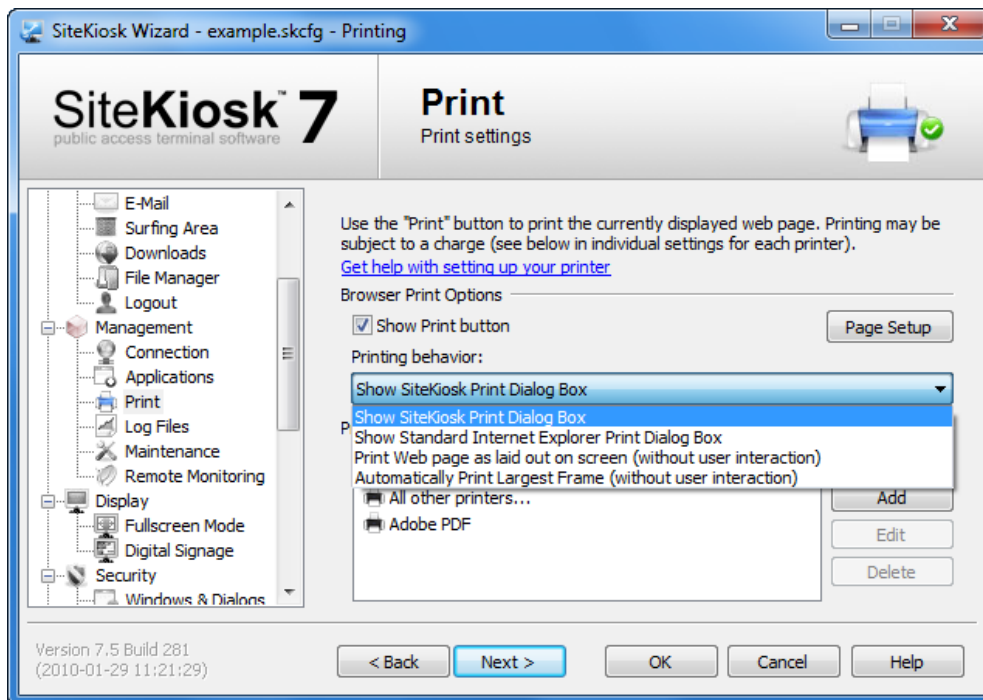 SiteKiosk Wizard - example.skcfg - Printing
SiteKiosk™ 7
public access terminal software
Print
Print settings
E-Mail
Surfing Area
Downloads
File Manager
Logout
Management
Connection
Applications
Print
Log Files
Maintenance
Remote Monitoring
Display
Fullscreen Mode
Digital Signage
Security
Windows & Dialogs
Use the "Print" button to print the currently displayed web page. Printing may be
subject to a charge (see below in individual settings for each printer).
Get help with setting up your printer
Browser Print Options
Show Print button
Page Setup
Printing behavior:
Show SiteKiosk Print Dialog Box
Show SiteKiosk Print Dialog Box
Show Standard Internet Explorer Print Dialog Box
Print Web page as laid out on screen (without user interaction)
Automatically Print Largest Frame (without user interaction)
All other printers...
Adobe PDF
Add
Edit
Delete
Version 7.5 Build 281
(2010-01-29 11:21:29)
< Back
Next >
OK
Cancel
Help